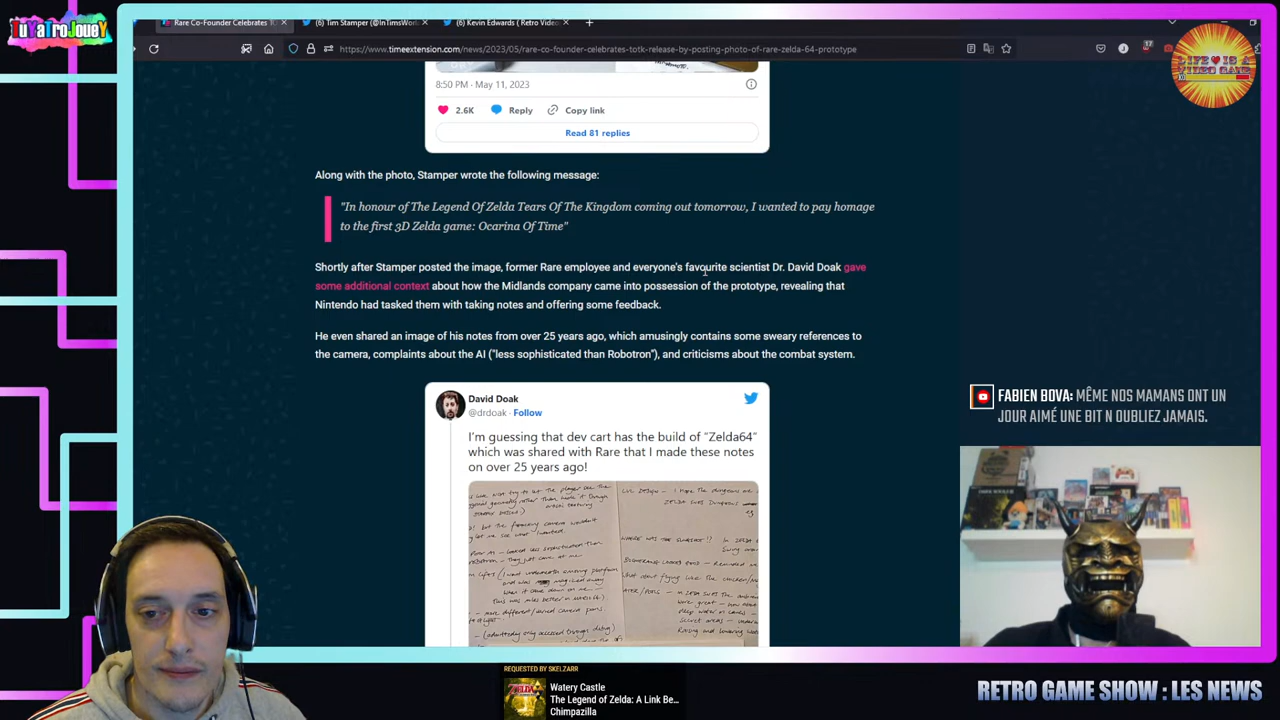 TUYATROJOUEY
Rare Co-Founder Celebrates TO
(6) Tim Stamper (@InTimsWorl
(6) Kevin Edwards ( Retro Video
https://www.timeextension.com/news/2023/05/rare-co-founder-celebrates-totk-release-by-posting-photo-of-rare-zelda-64-prototype
17
8:50 PM · May 11, 2023
2.6K Reply Copy link
Read 81 replies
Along with the photo, Stamper wrote the following message:
"In honour of The Legend Of Zelda Tears Of The Kingdom coming out tomorrow, I wanted to pay homage
to the first 3D Zelda game: Ocarina Of Time"
Shortly after Stamper posted the image, former Rare employee and everyone's favourite scientist Dr. David Doak gave
some additional context about how the Midlands company came into possession of the prototype, revealing that
Nintendo had tasked them with taking notes and offering some feedback.
He even shared an image of his notes from over 25 years ago, which amusingly contains some sweary references to
the camera, complaints about the AI ("less sophisticated than Robotron"), and criticisms about the combat system.
David Doak
@drdoak · Follow
I'm guessing that dev cart has the build of "Zelda64"
which was shared with Rare that I made these notes
on over 25 years ago!
FABIEN BOVA: MÊME NOS MAMANS ONT UN
JOUR AIMÉ UNE BIT N OUBLIEZ JAMAIS.
REQUESTED BY SKELZARR
Watery Castle
The Legend of Zelda: A Link Be...
Chimpazilla
RETRO GAME SHOW : LES NEWS